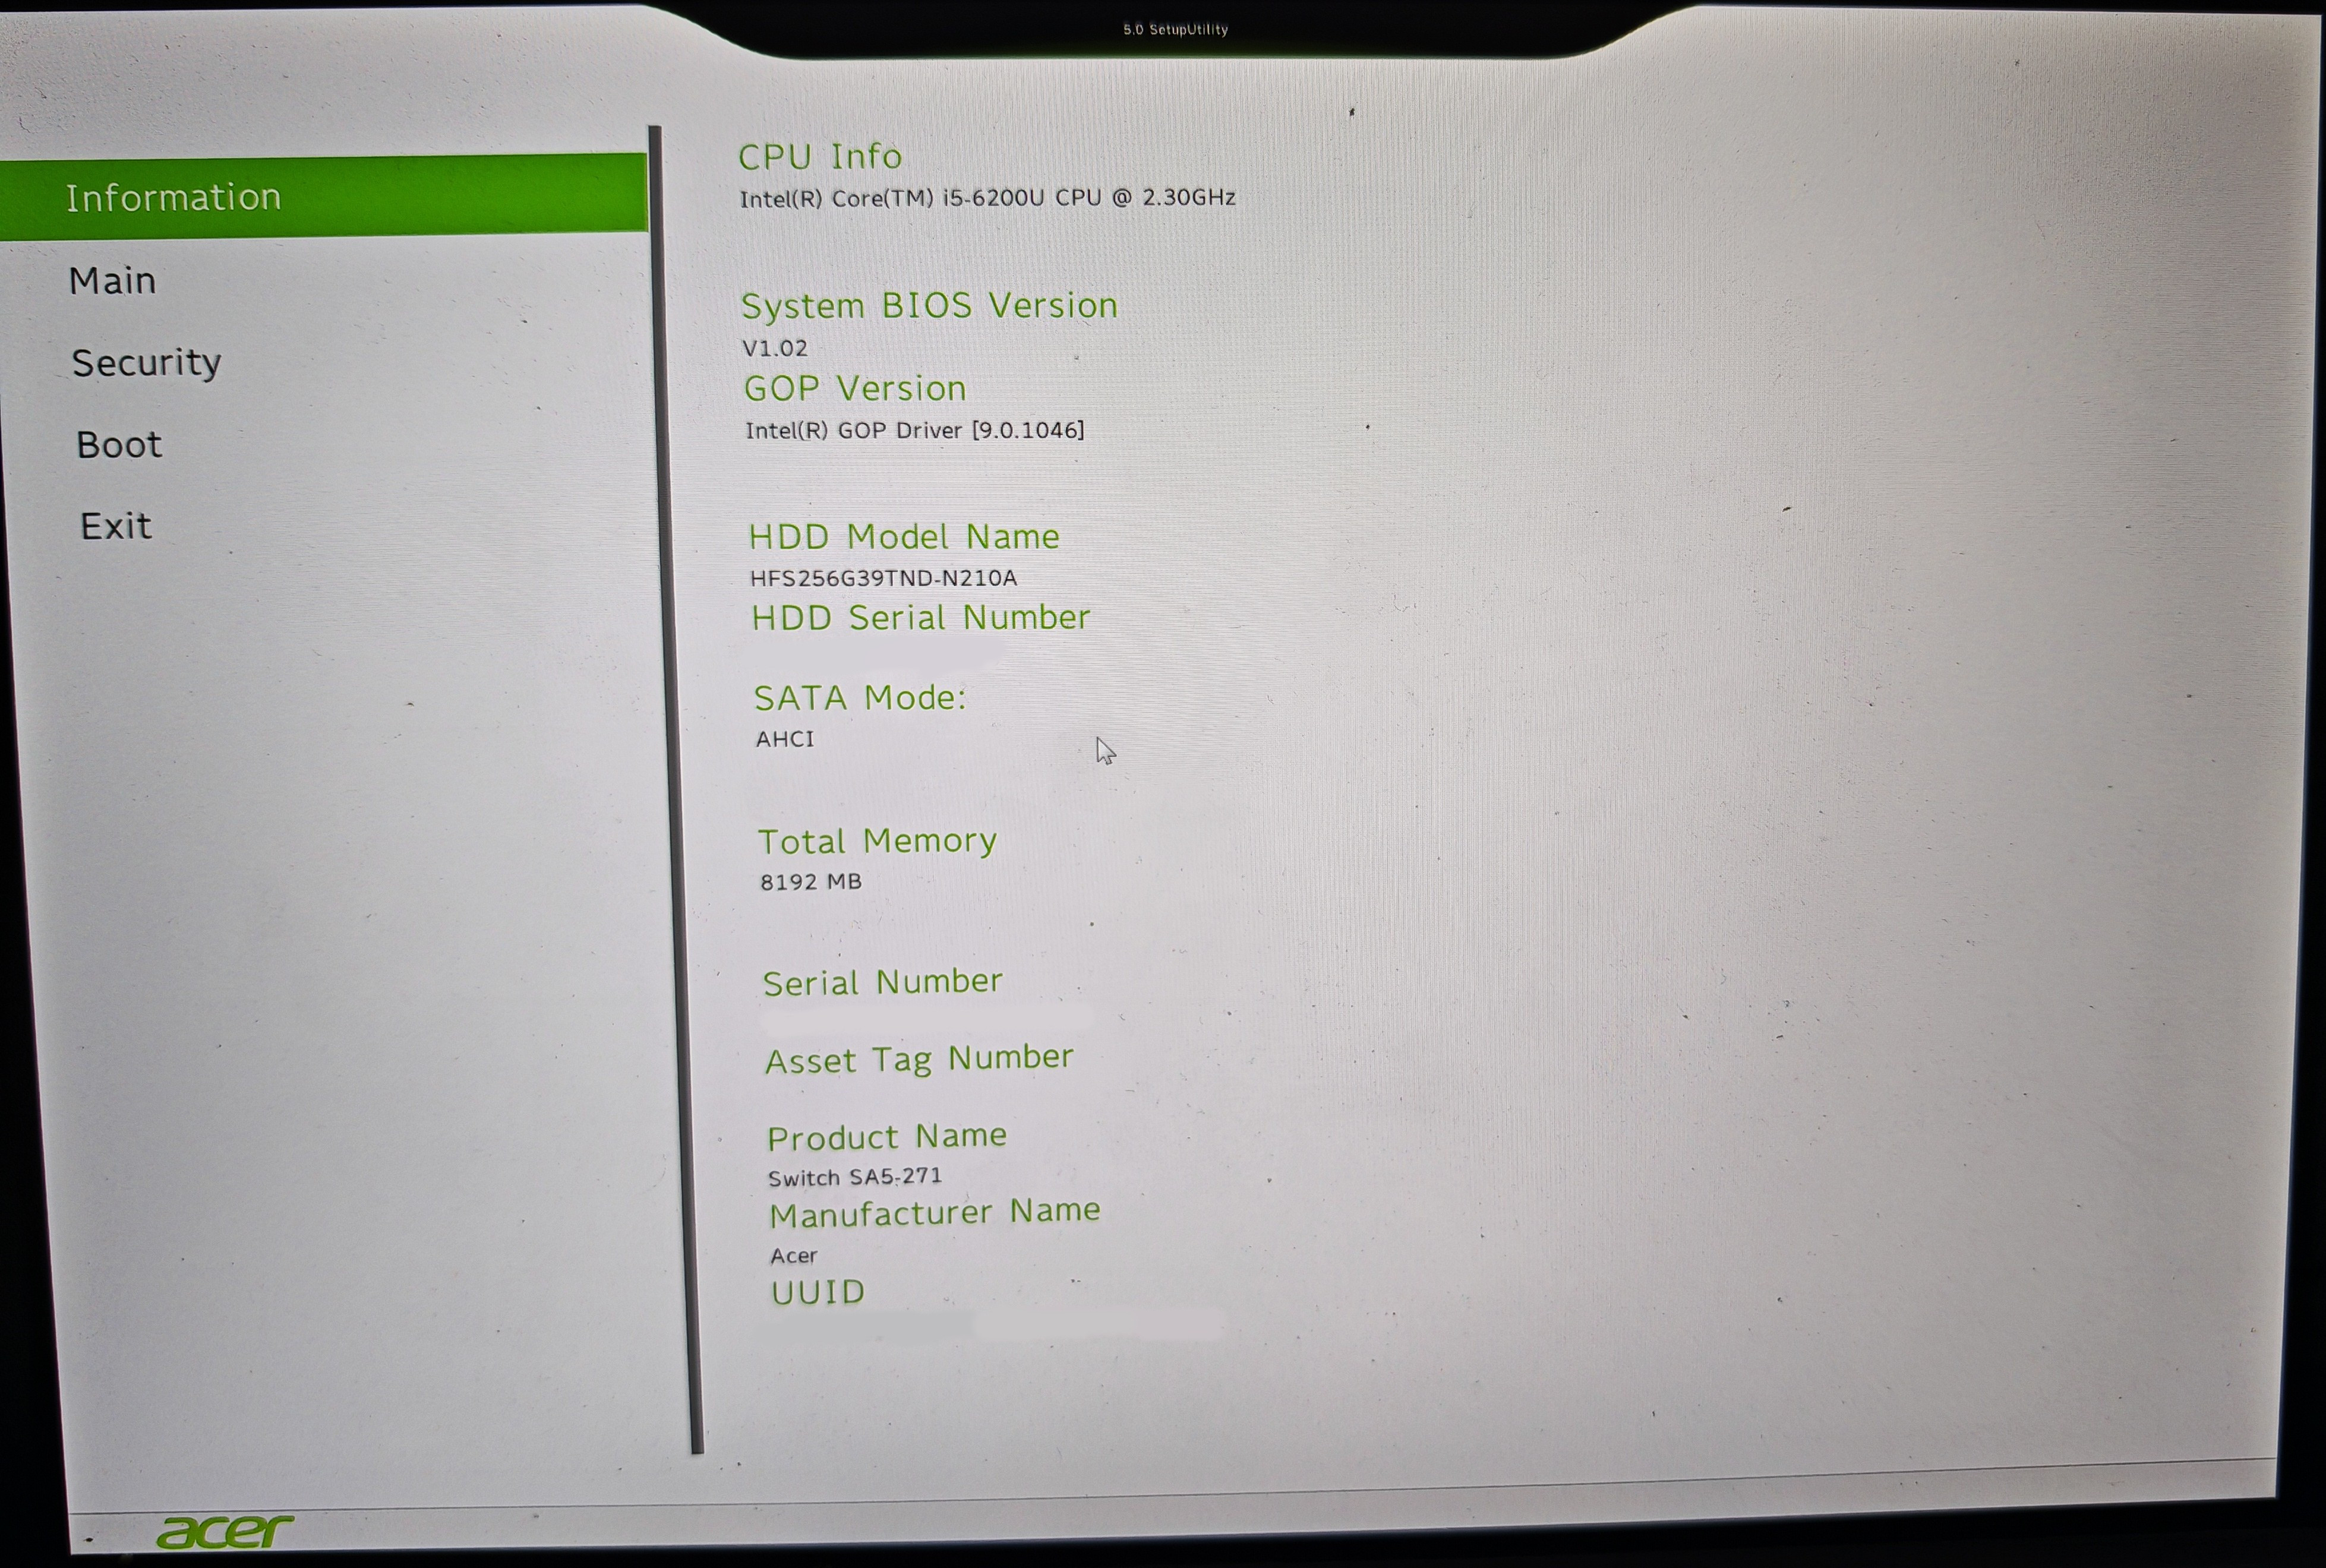 5.0 SetupUtility
Information
Main
Security
Boot
Exit
CPU Info
Intel(R) Core(TM) i5-6200U CPU @ 2.30GHz
System BIOS Version
V1.02
GOP Version
Intel(R) GOP Driver [9.0.1046]
HDD Model Name
HFS256G39TND-N210A
HDD Serial Number
SATA Mode:
AHCI
Total Memory
8192 MB
Serial Number
Asset Tag Number
Product Name
Switch SA5-271
Manufacturer Name
Acer
UUID
acer